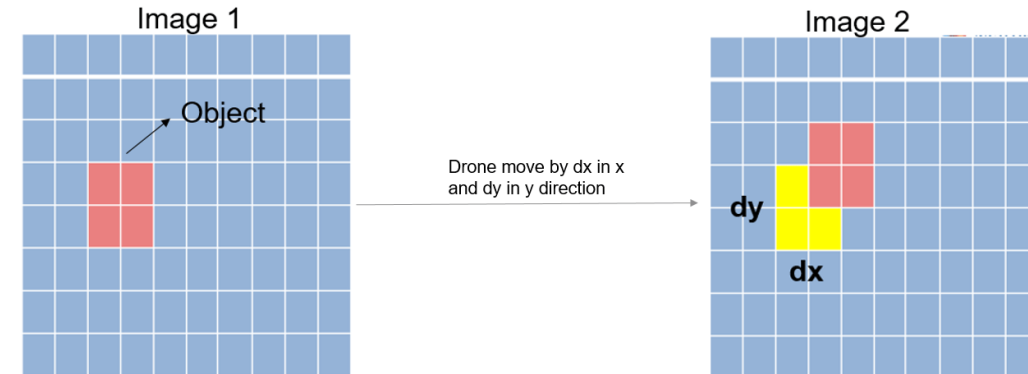 Image 1
Image 2
Object
Drone move by dx in x
and dy in y direction
dy
dx